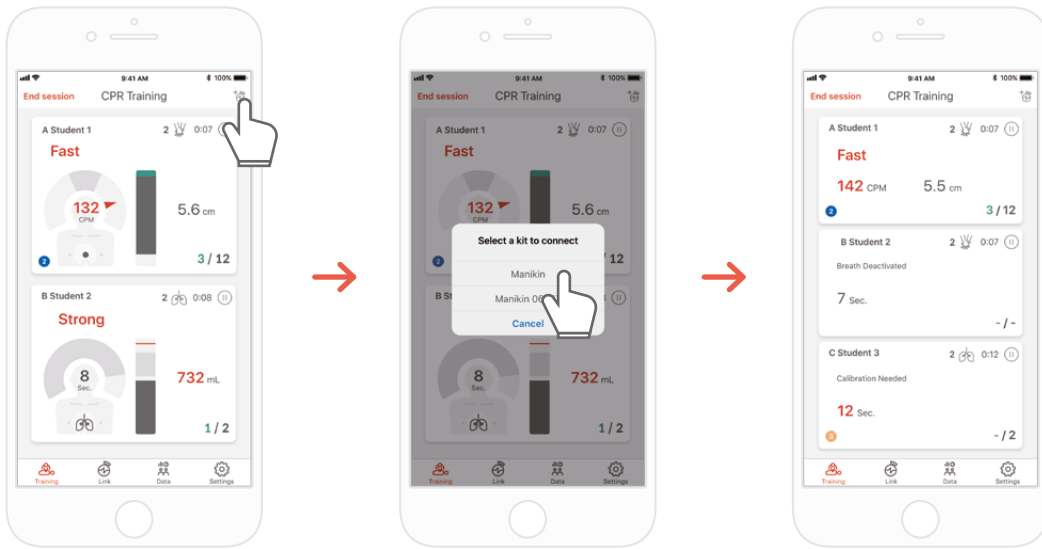 9:41 AM 100%
End session CPR Training
A Student 1 2 0:07
Fast
132
CPM
5.6 cm
2
3 / 12
B Student 2 2 0:08
Strong
8
Sec.
732 mL
1 / 2
Training Link Data Settings
9:41 AM 100%
End session CPR Training
A Student 1 2 0:07
Fast
132
CPM
5.6 cm
Select a kit to connect
2
12
Manikin
B St
Manikin 06
Cancel
8
Sec.
732 mL
1 / 2
Training Link Data Settings
9:41 AM 100%
End session CPR Training
A Student 1 2 0:07
Fast
142 CPM 5.5 cm
2
3 / 12
B Student 2 2 0:07
Breath Deactivated
7 Sec.
- / -
C Student 3 2 0:12
Calibration Needed
12 Sec.
3
- / 2
Training Link Data Settings